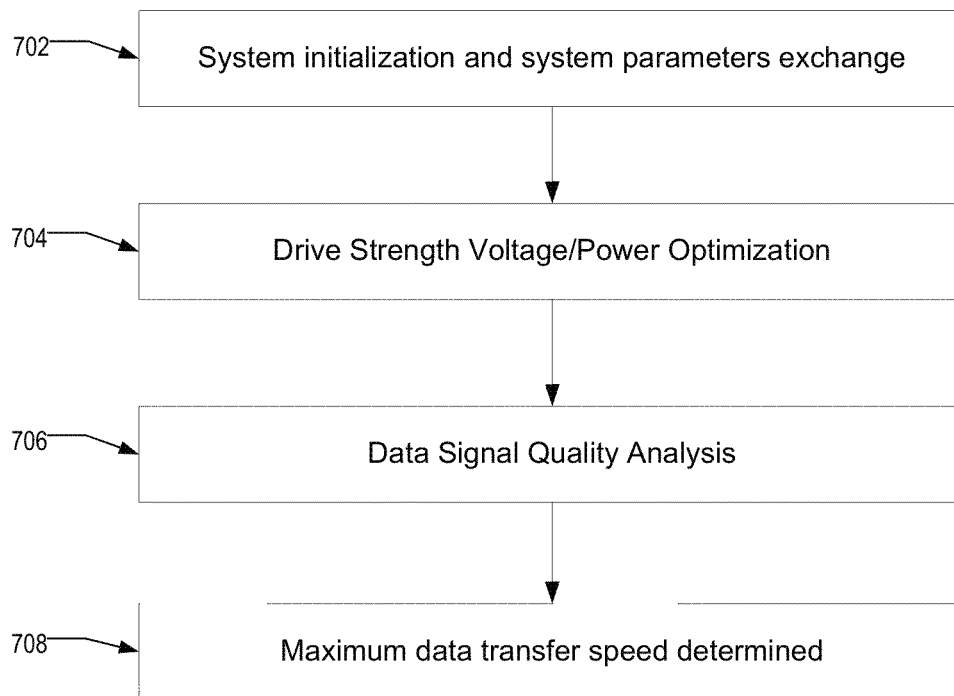 702
System initialization and system parameters exchange
704
Drive Strength Voltage/Power Optimization
706
Data Signal Quality Analysis
708
Maximum data transfer speed determined